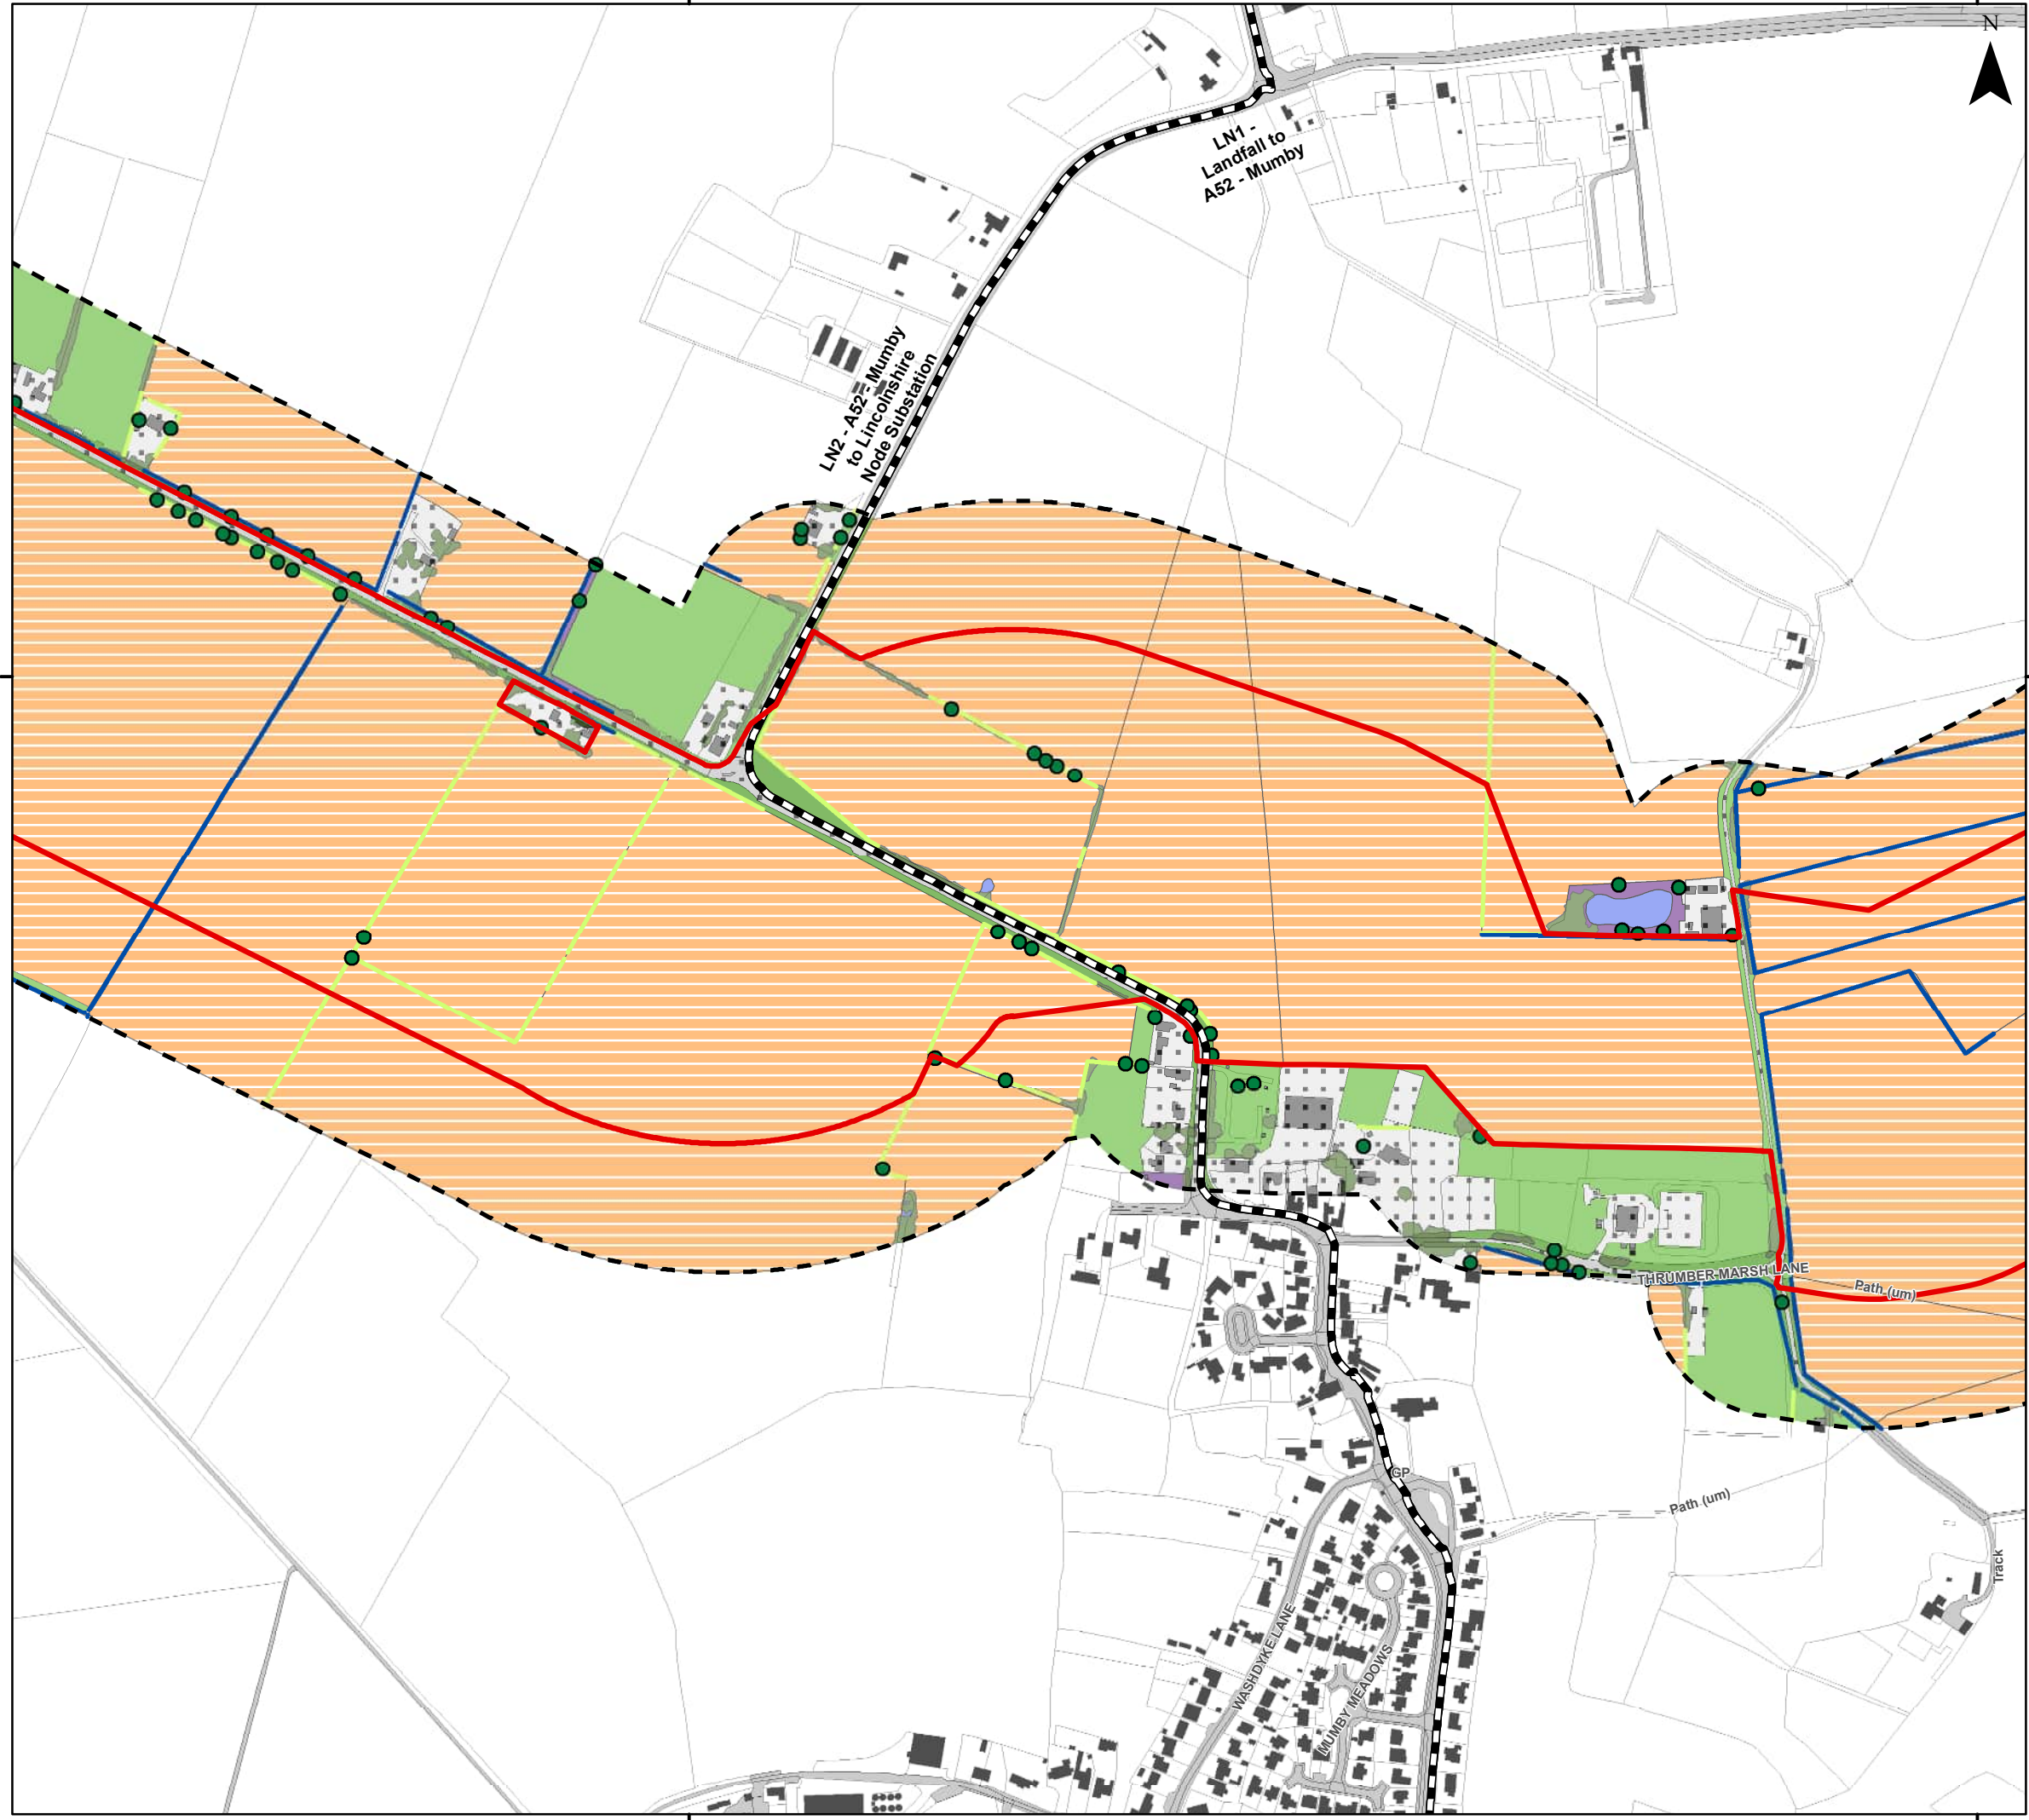 N
LN1 -
Landfall to
A52 - Mumby
LN2 - A52 - Mumby
to Lincolnshire
Node Substation
THRUMBER MARSH LANE
Path (um)
GP
Path (um)
Track
WASHDYKE LANE
MUMBY MEADOWS